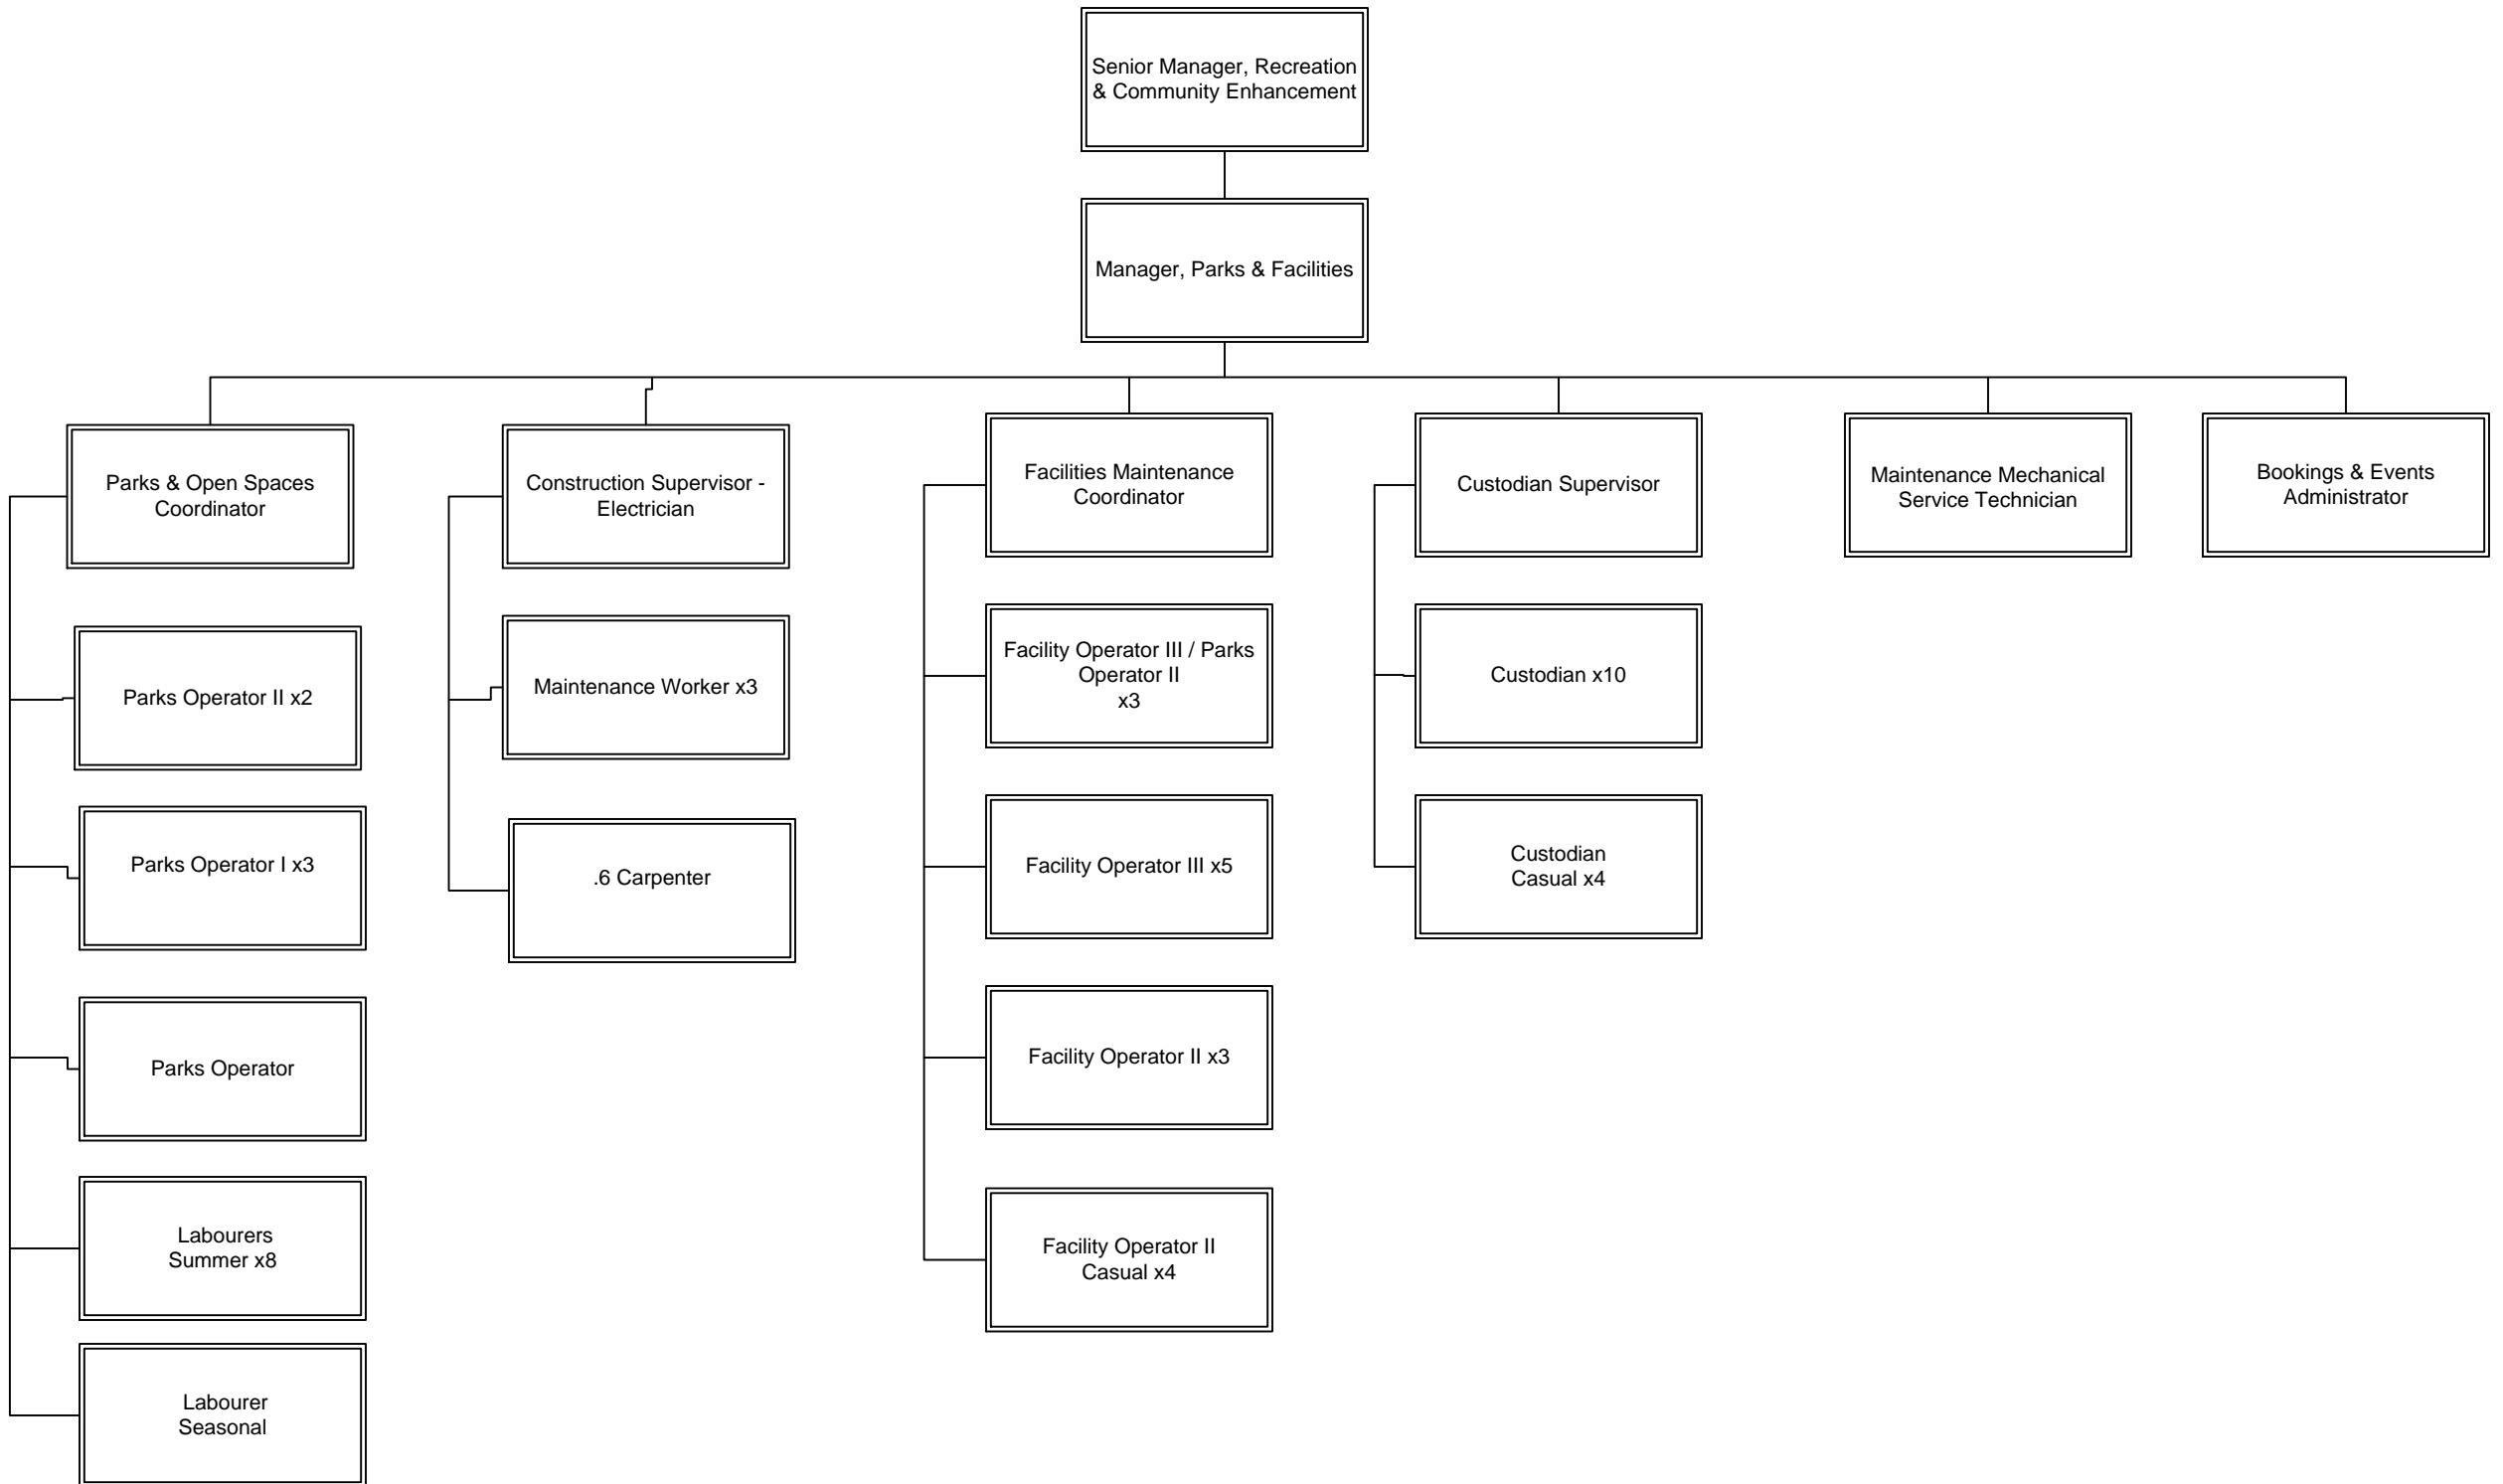 Senior Manager, Recreation
& Community Enhancement
Manager, Parks & Facilities
Parks & Open Spaces
Coordinator
Construction Supervisor -
Electrician
Facilities Maintenance
Coordinator
Custodian Supervisor
Maintenance Mechanical
Service Technician
Bookings & Events
Administrator
Parks Operator II x2
Maintenance Worker x3
Facility Operator III / Parks
Operator II
x3
Custodian x10
Parks Operator I x3
.6 Carpenter
Facility Operator III x5
Custodian
Casual x4
Parks Operator
Facility Operator II x3
Labourers
Summer x8
Facility Operator II
Casual x4
Labourer
Seasonal